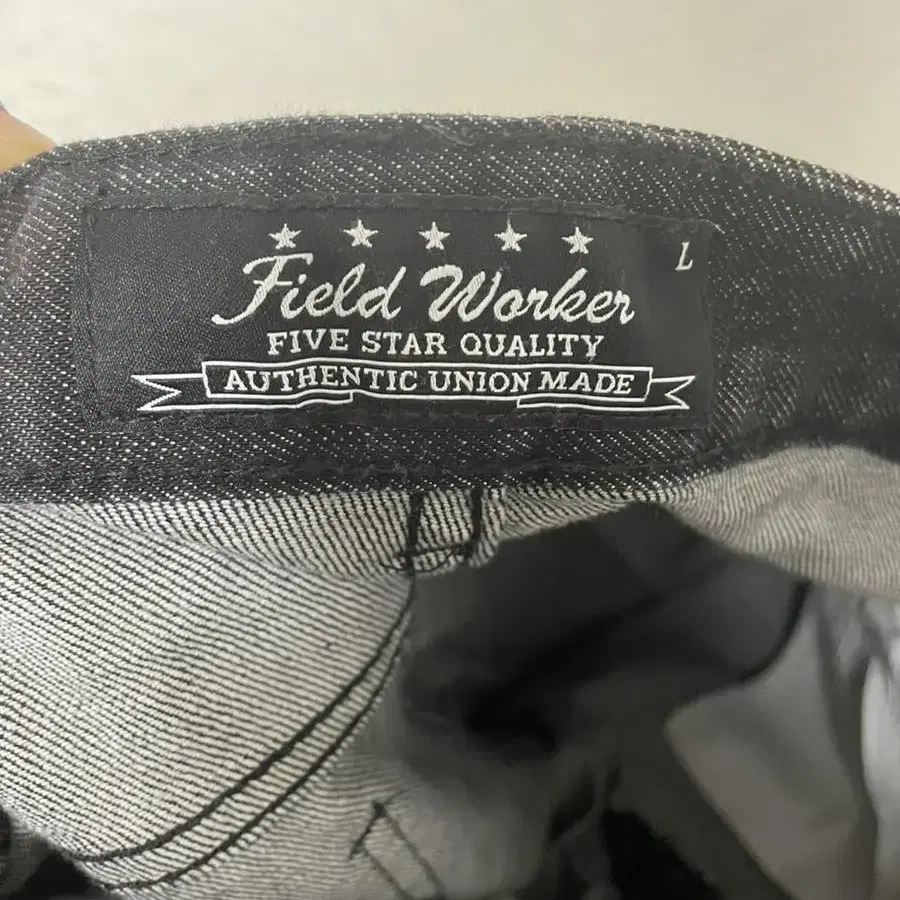 Field Worker
L
FIVE STAR QUALITY
AUTHENTIC UNION MADE